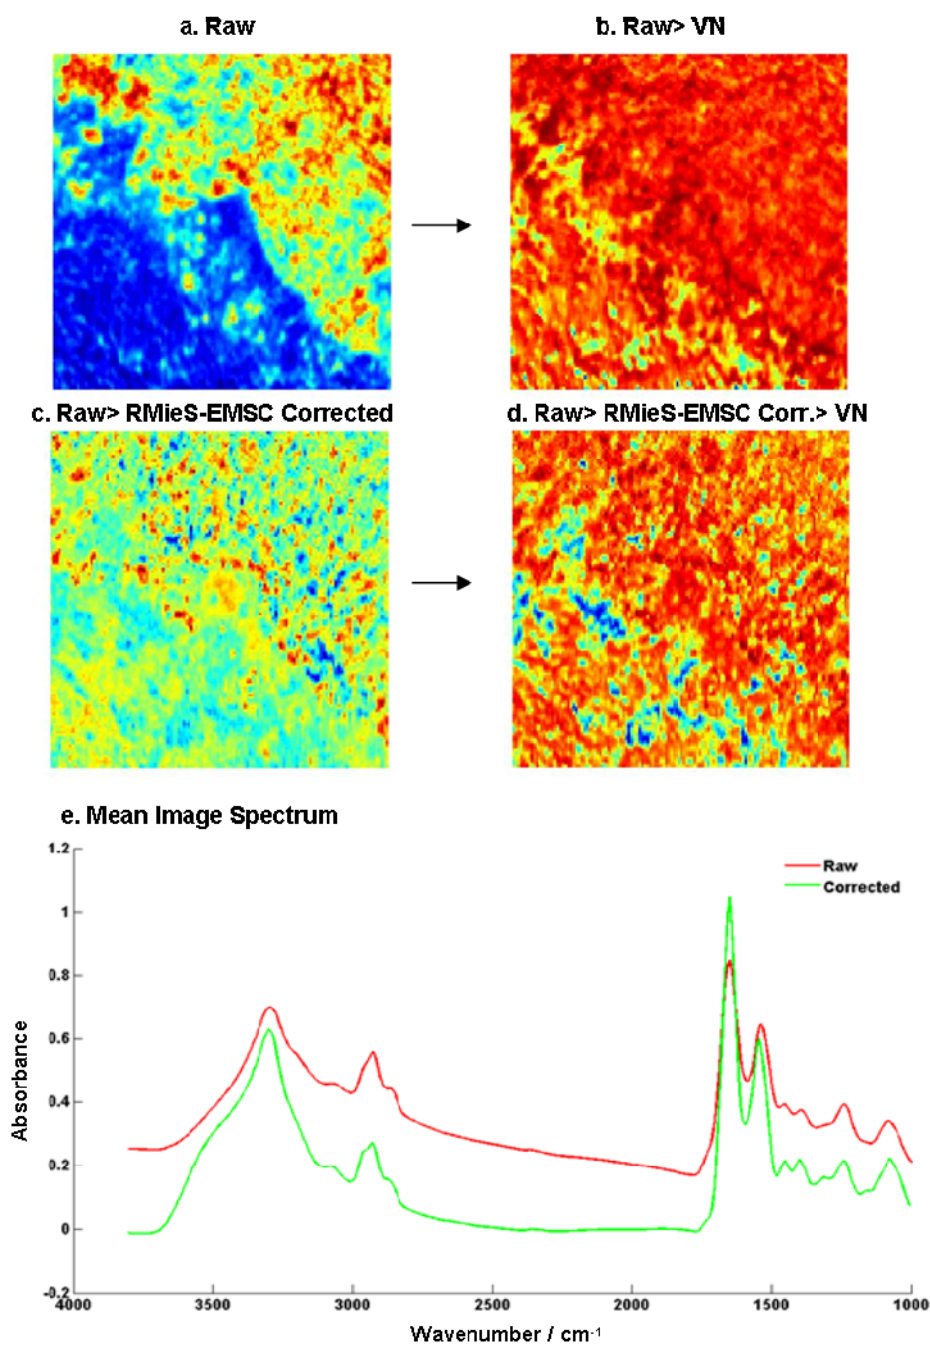 a. Raw
b. Raw> VN
c. Raw> RMieS-EMSC Corrected
d. Raw> RMieS-EMSC Corr.> VN
e. Mean Image Spectrum
1.2
1
0.8
0.6
0.4
0.2
0
-0.2
Absorbance
Raw
Corrected
4000
3500
3000
2500
2000
1500
1000
Wavenumber / cm-1